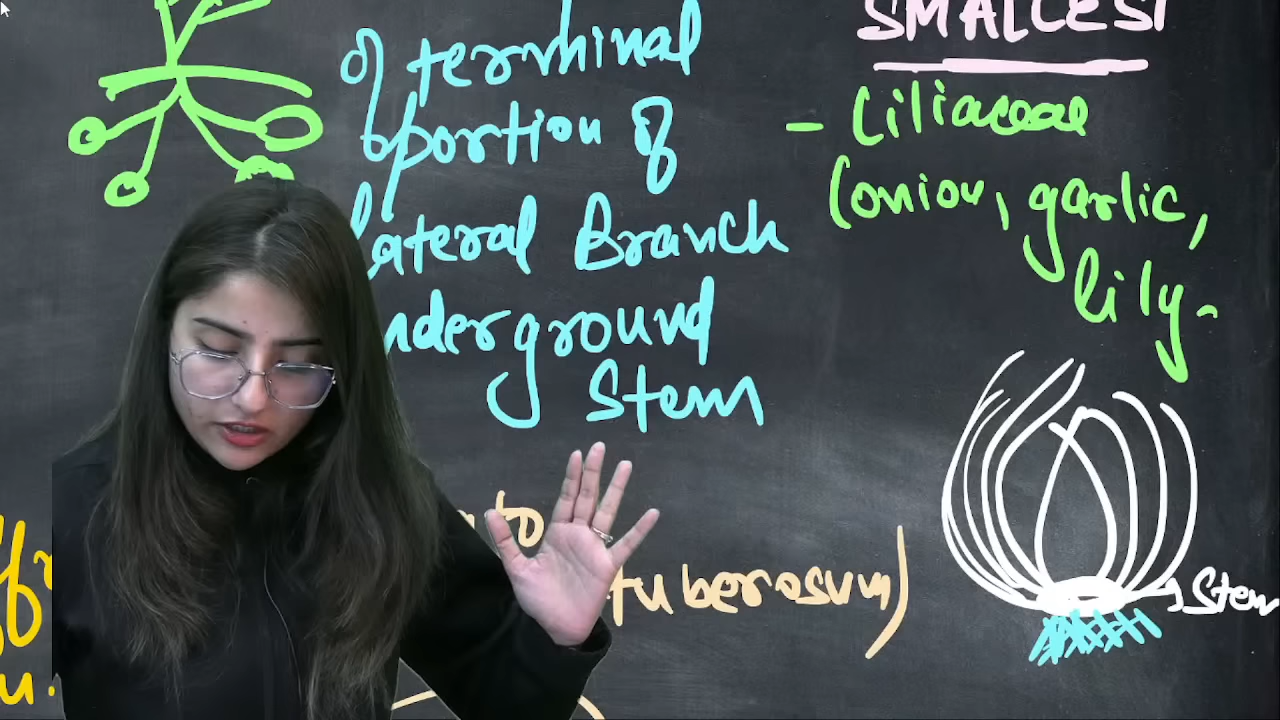 of terminal
portion of
lateral Branch
underground
Stem
tuberosum)
SMALLEST
- Liliaceae
(onion, garlic,
lily.
Stem